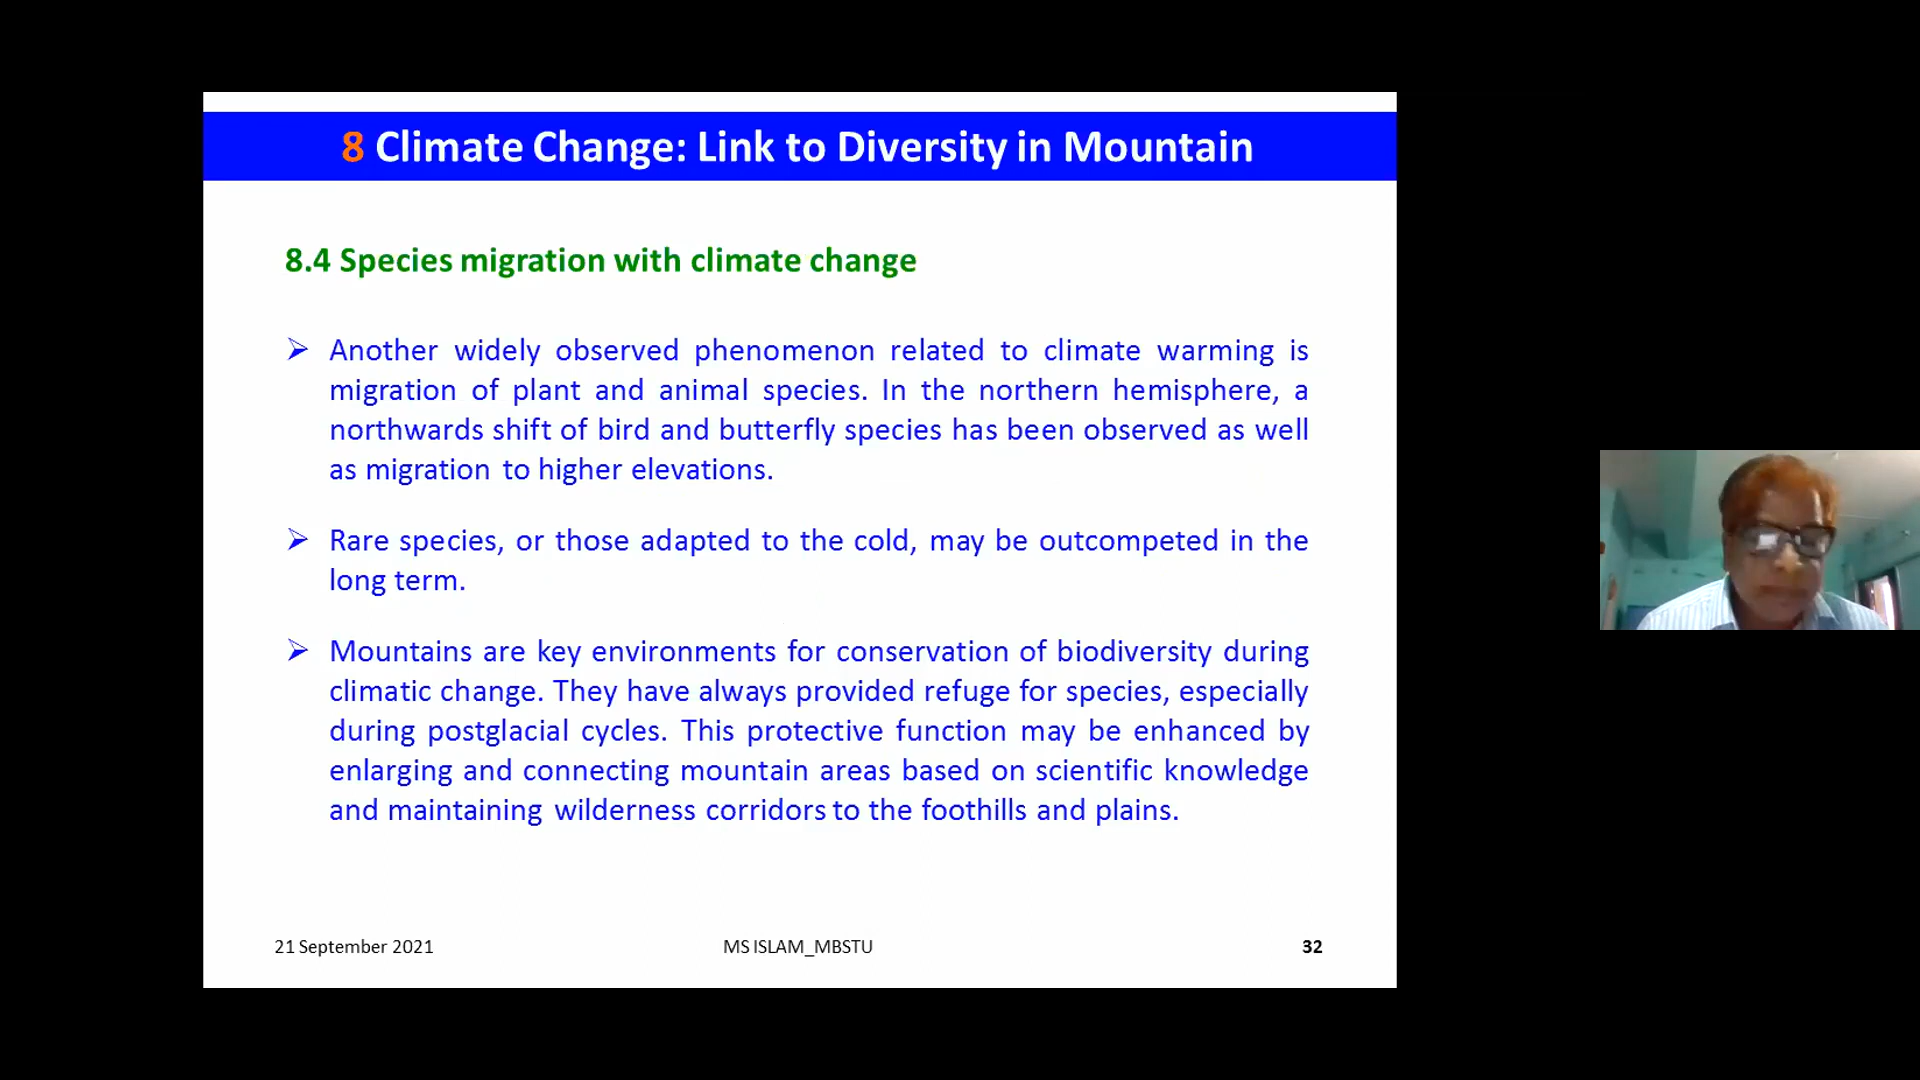 8 Climate Change: Link to Diversity in Mountain
8.4 Species migration with climate change
Another widely observed phenomenon related to climate warming is
migration of plant and animal species. In the northern hemisphere, a
northwards shift of bird and butterfly species has been observed as well
as migration to higher elevations.
Rare species, or those adapted to the cold, may be outcompeted in the
long term.
Mountains are key environments for conservation of biodiversity during
climatic change. They have always provided refuge for species, especially
during postglacial cycles. This protective function may be enhanced by
enlarging and connecting mountain areas based on scientific knowledge
and maintaining wilderness corridors to the foothills and plains.
21 September 2021
MS ISLAM_MBSTU
32